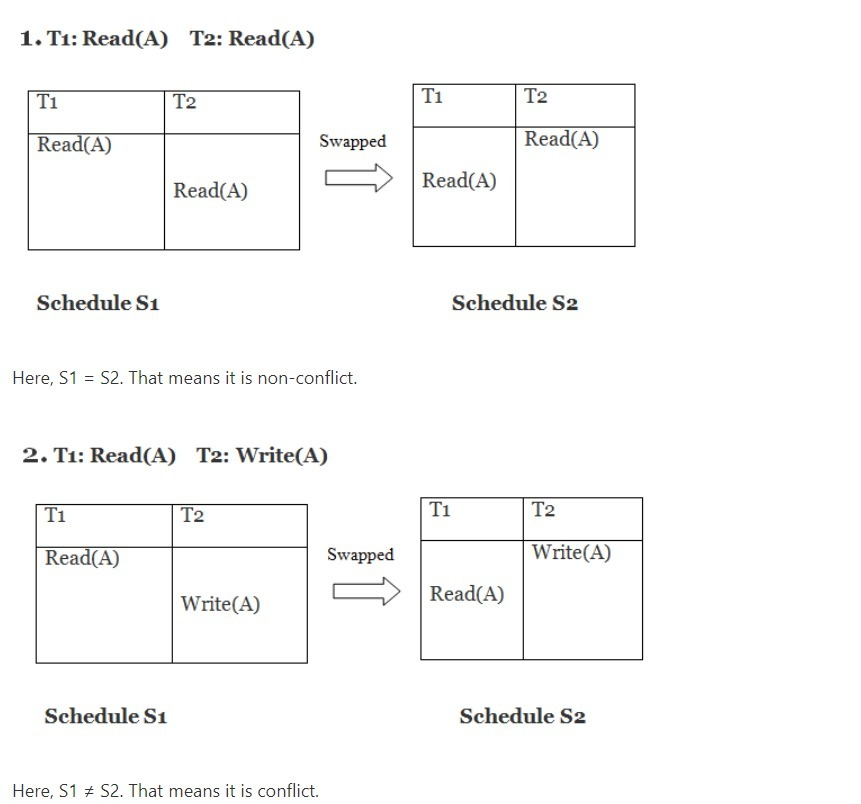 1. T1: Read(A) T2: Read(A)
T1 T2
Read(A)
Read(A)
Swapped
T1 T2
Read(A)
Read(A)
Schedule S1
Schedule S2
Here, S1 = S2. That means it is non-conflict.
2. T1: Read(A) T2: Write(A)
T1 T2
Read(A)
Write(A)
Swapped
T1 T2
Write(A)
Read(A)
Schedule S1
Schedule S2
Here, S1 ≠ S2. That means it is conflict.